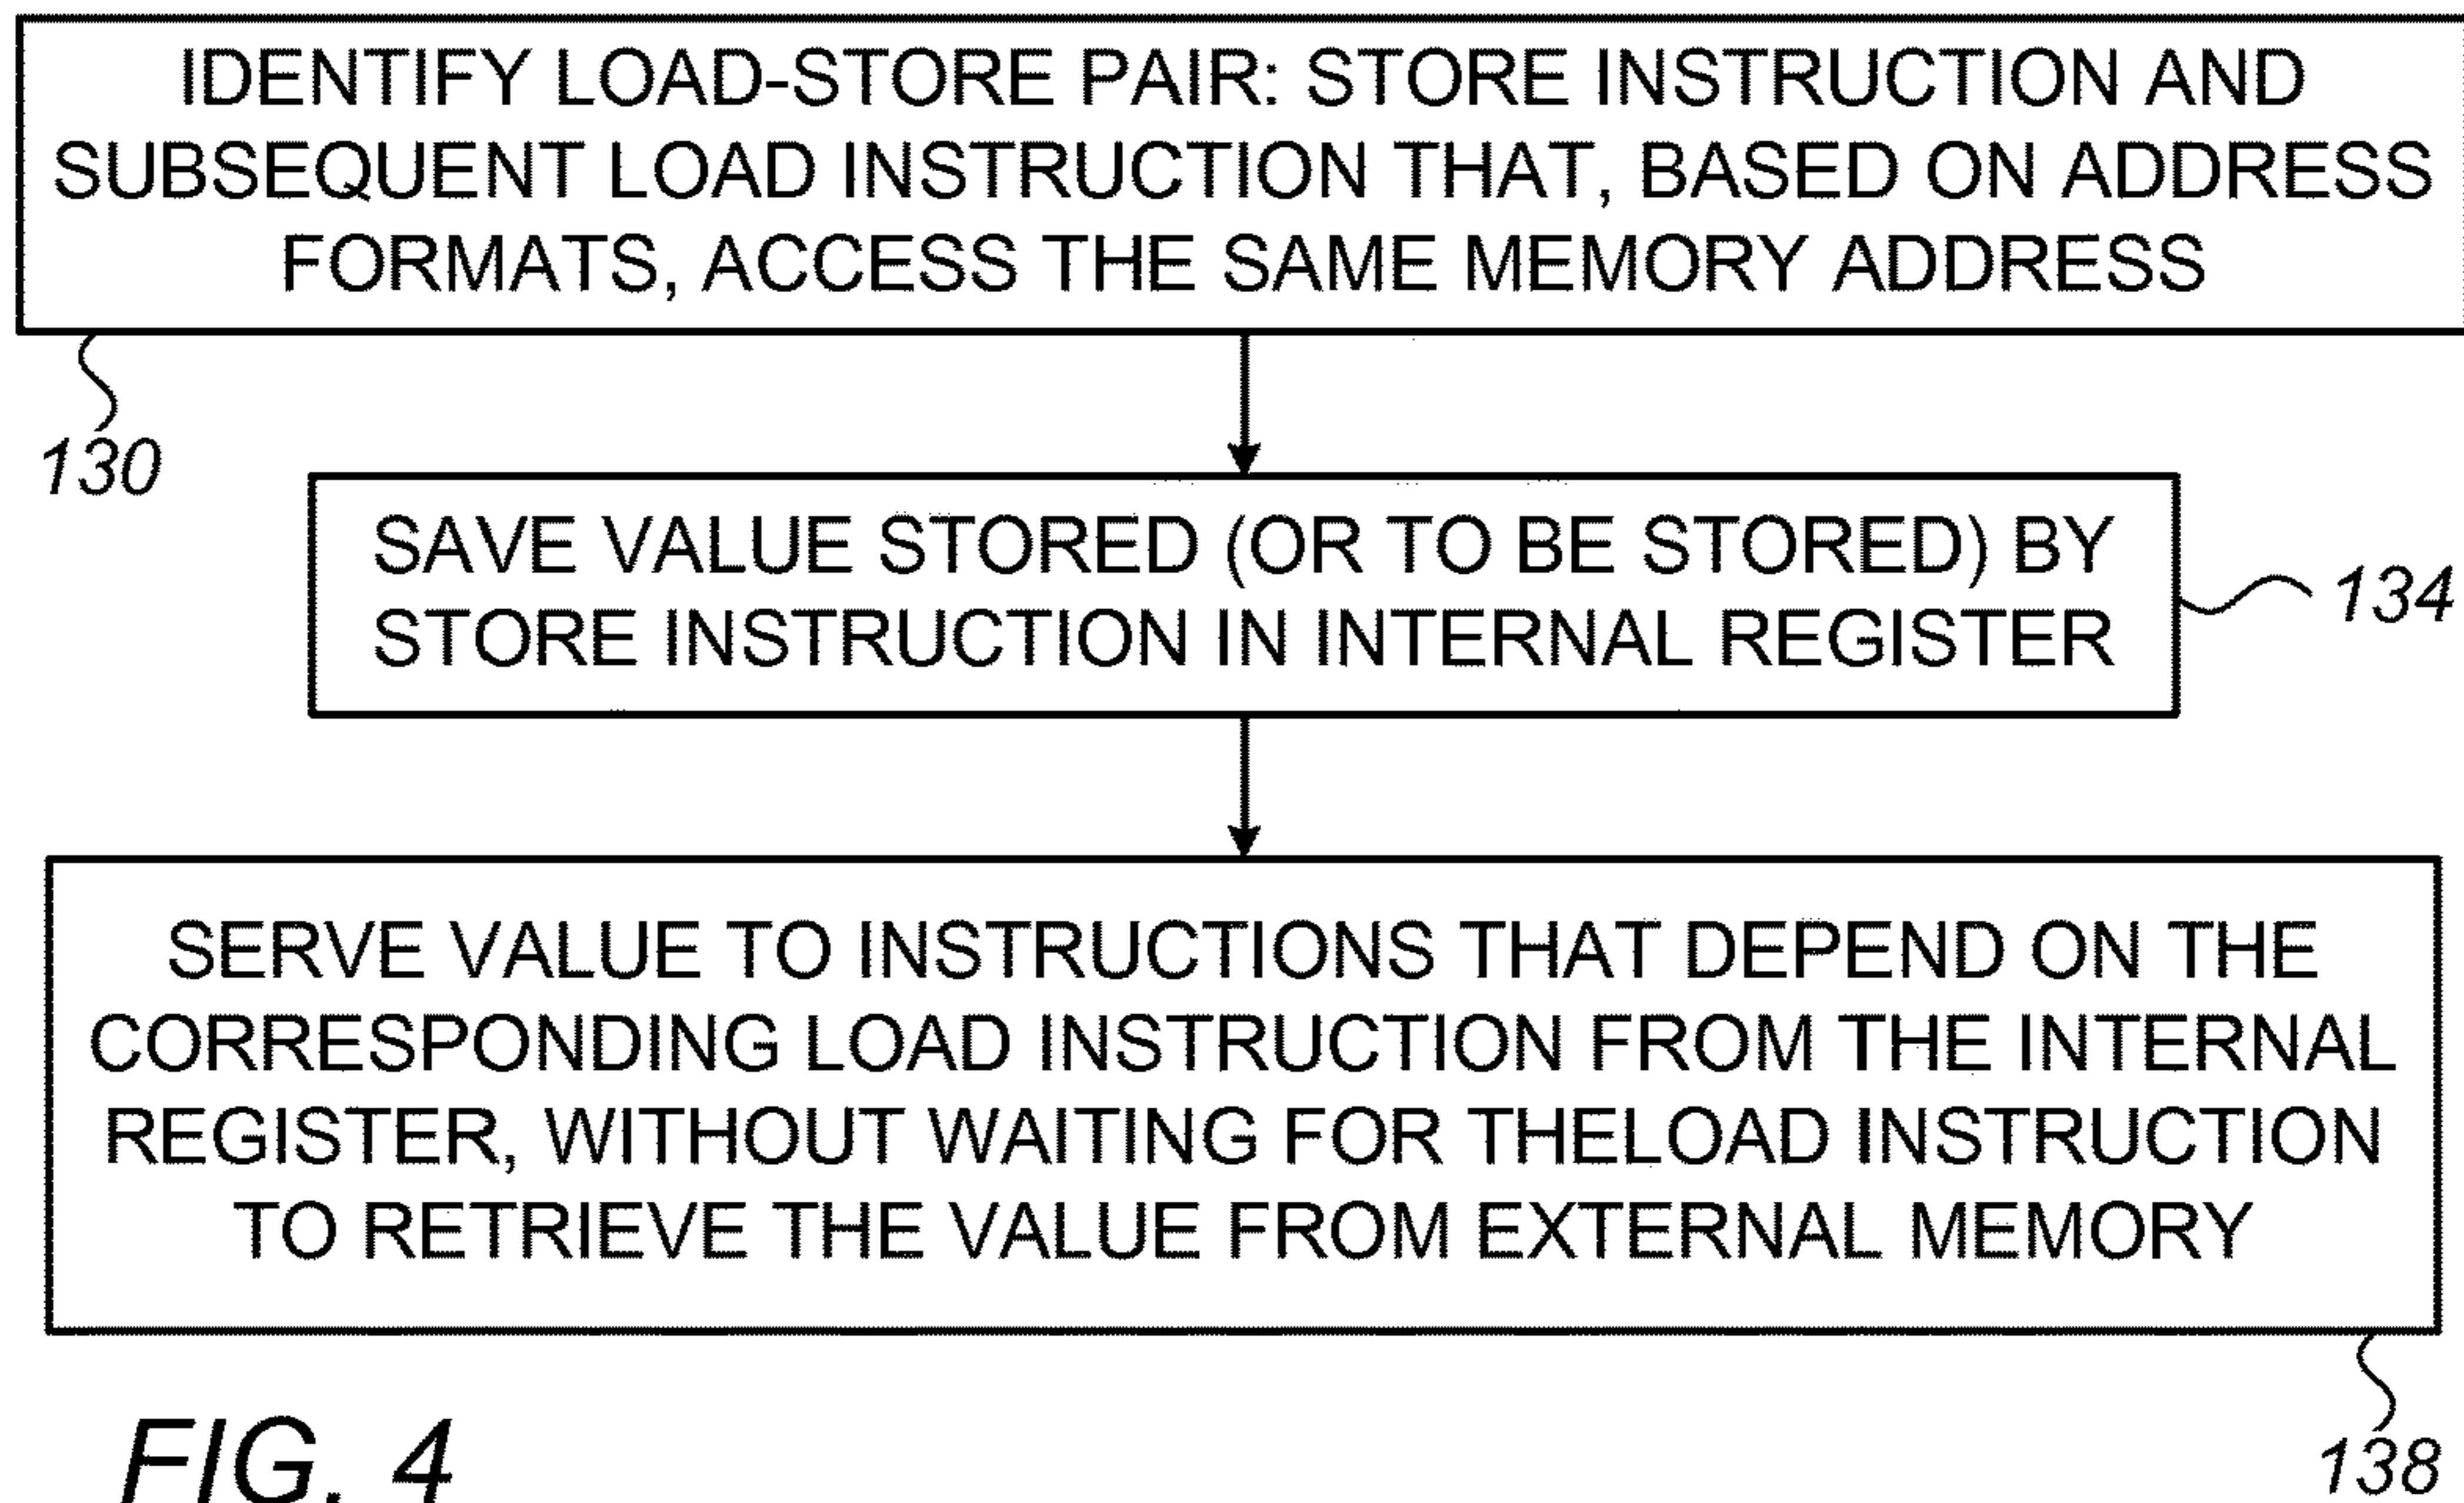 IDENTIFY LOAD-STORE PAIR: STORE INSTRUCTION AND
SUBSEQUENT LOAD INSTRUCTION THAT, BASED ON ADDRESS
FORMATS, ACCESS THE SAME MEMORY ADDRESS
130
SAVE VALUE STORED (OR TO BE STORED) BY
STORE INSTRUCTION IN INTERNAL REGISTER
134
SERVE VALUE TO INSTRUCTIONS THAT DEPEND ON THE
CORRESPONDING LOAD INSTRUCTION FROM THE INTERNAL
REGISTER, WITHOUT WAITING FOR THELOAD INSTRUCTION
TO RETRIEVE THE VALUE FROM EXTERNAL MEMORY
138
FIG. 4